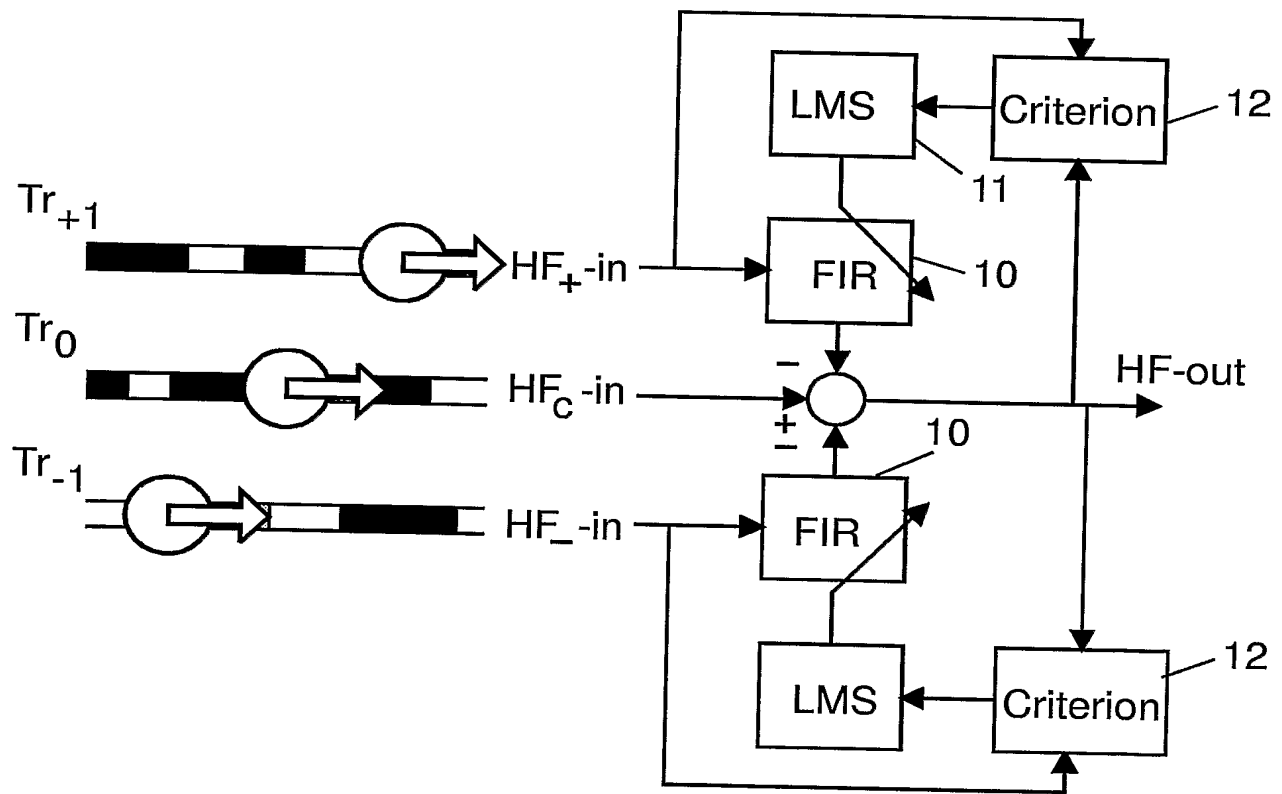 LMS
Criterion
12
11
Tr+1
HF+-in
FIR
10
Tr0
−
HFC-in
HF-out
+
−
10
Tr-1
HF−-in
FIR
12
LMS
Criterion